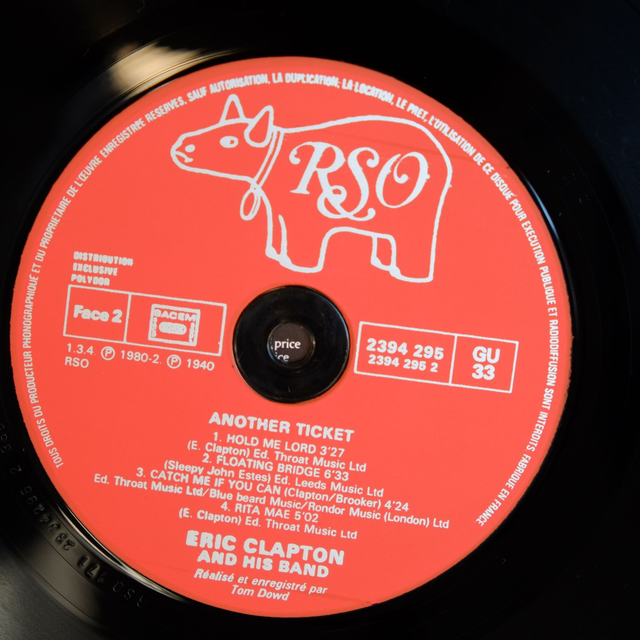 TOUS DROITS DU PRODUCTEUR PHONOGRAPHIQUE ET DU PROPRIETAIRE DE L'ŒUVRE ENREGISTREE RESERVES. SAUF AUTORISATION, LA DUPLICATION, LA LOCATION, LE PRET, L'UTILISATION DE CE DISQUE POUR EXECUTION PUBLIQUE ET RADIODIFFUSION SONT INTERDITS FABRIQUE EN FRANCE
RSO
DISTRIBUTION
EXCLUSIVE
POLYDOR
Face 2
SACEM
1.3.4. Ⓟ 1980-2. Ⓟ 1940
RSO
price
ice
2394 295
2394 295 2
GU
33
ANOTHER TICKET
1. HOLD ME LORD 3'27
(E. Clapton) Ed. Throat Music Ltd
2. FLOATING BRIDGE 6'33
(Sleepy John Estes) Ed. Leeds Music Ltd
3. CATCH ME IF YOU CAN (Clapton/Brooker) 4'24
Ed. Throat Music Ltd/Blue beard Music/Rondor Music (London) Ltd
4. RITA MAE 5'02
(E. Clapton) Ed. Throat Music Ltd
ERIC CLAPTON
AND HIS BAND
Réalisé et enregistré par
Tom Dowd